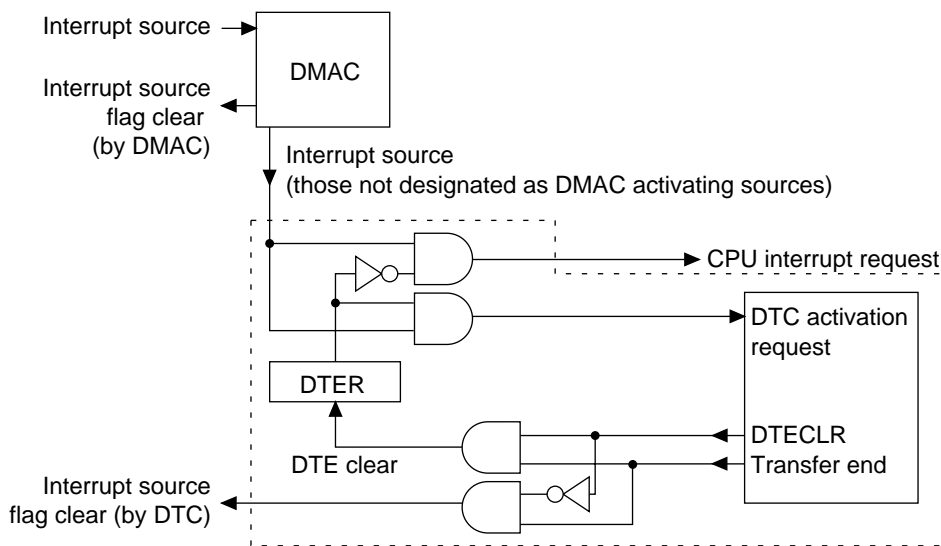 Interrupt source
DMAC
Interrupt source
flag clear
(by DMAC)
Interrupt source
(those not designated as DMAC activating sources)
CPU interrupt request
DTC activation
request
DTER
DTECLR
DTE clear
Transfer end
Interrupt source
flag clear (by DTC)